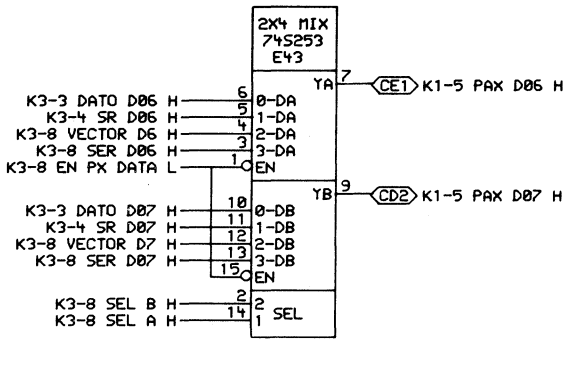 2X4 MIX
74S253
E43
YA 7 CE1 K1-5 PAX D06 H
K3-3 DATO D06 H 6 0-DA
K3-4 SR D06 H 5 1-DA
K3-8 VECTOR D6 H 4 2-DA
K3-8 SER D06 H 3 3-DA
K3-8 EN PX DATA L 1 EN
YB 9 CD2 K1-5 PAX D07 H
K3-3 DATO D07 H 10 0-DB
K3-4 SR D07 H 11 1-DB
K3-8 VECTOR D7 H 12 2-DB
K3-8 SER D07 H 13 3-DB
15 EN
K3-8 SEL B H 2 2
SEL
K3-8 SEL A H 14 1